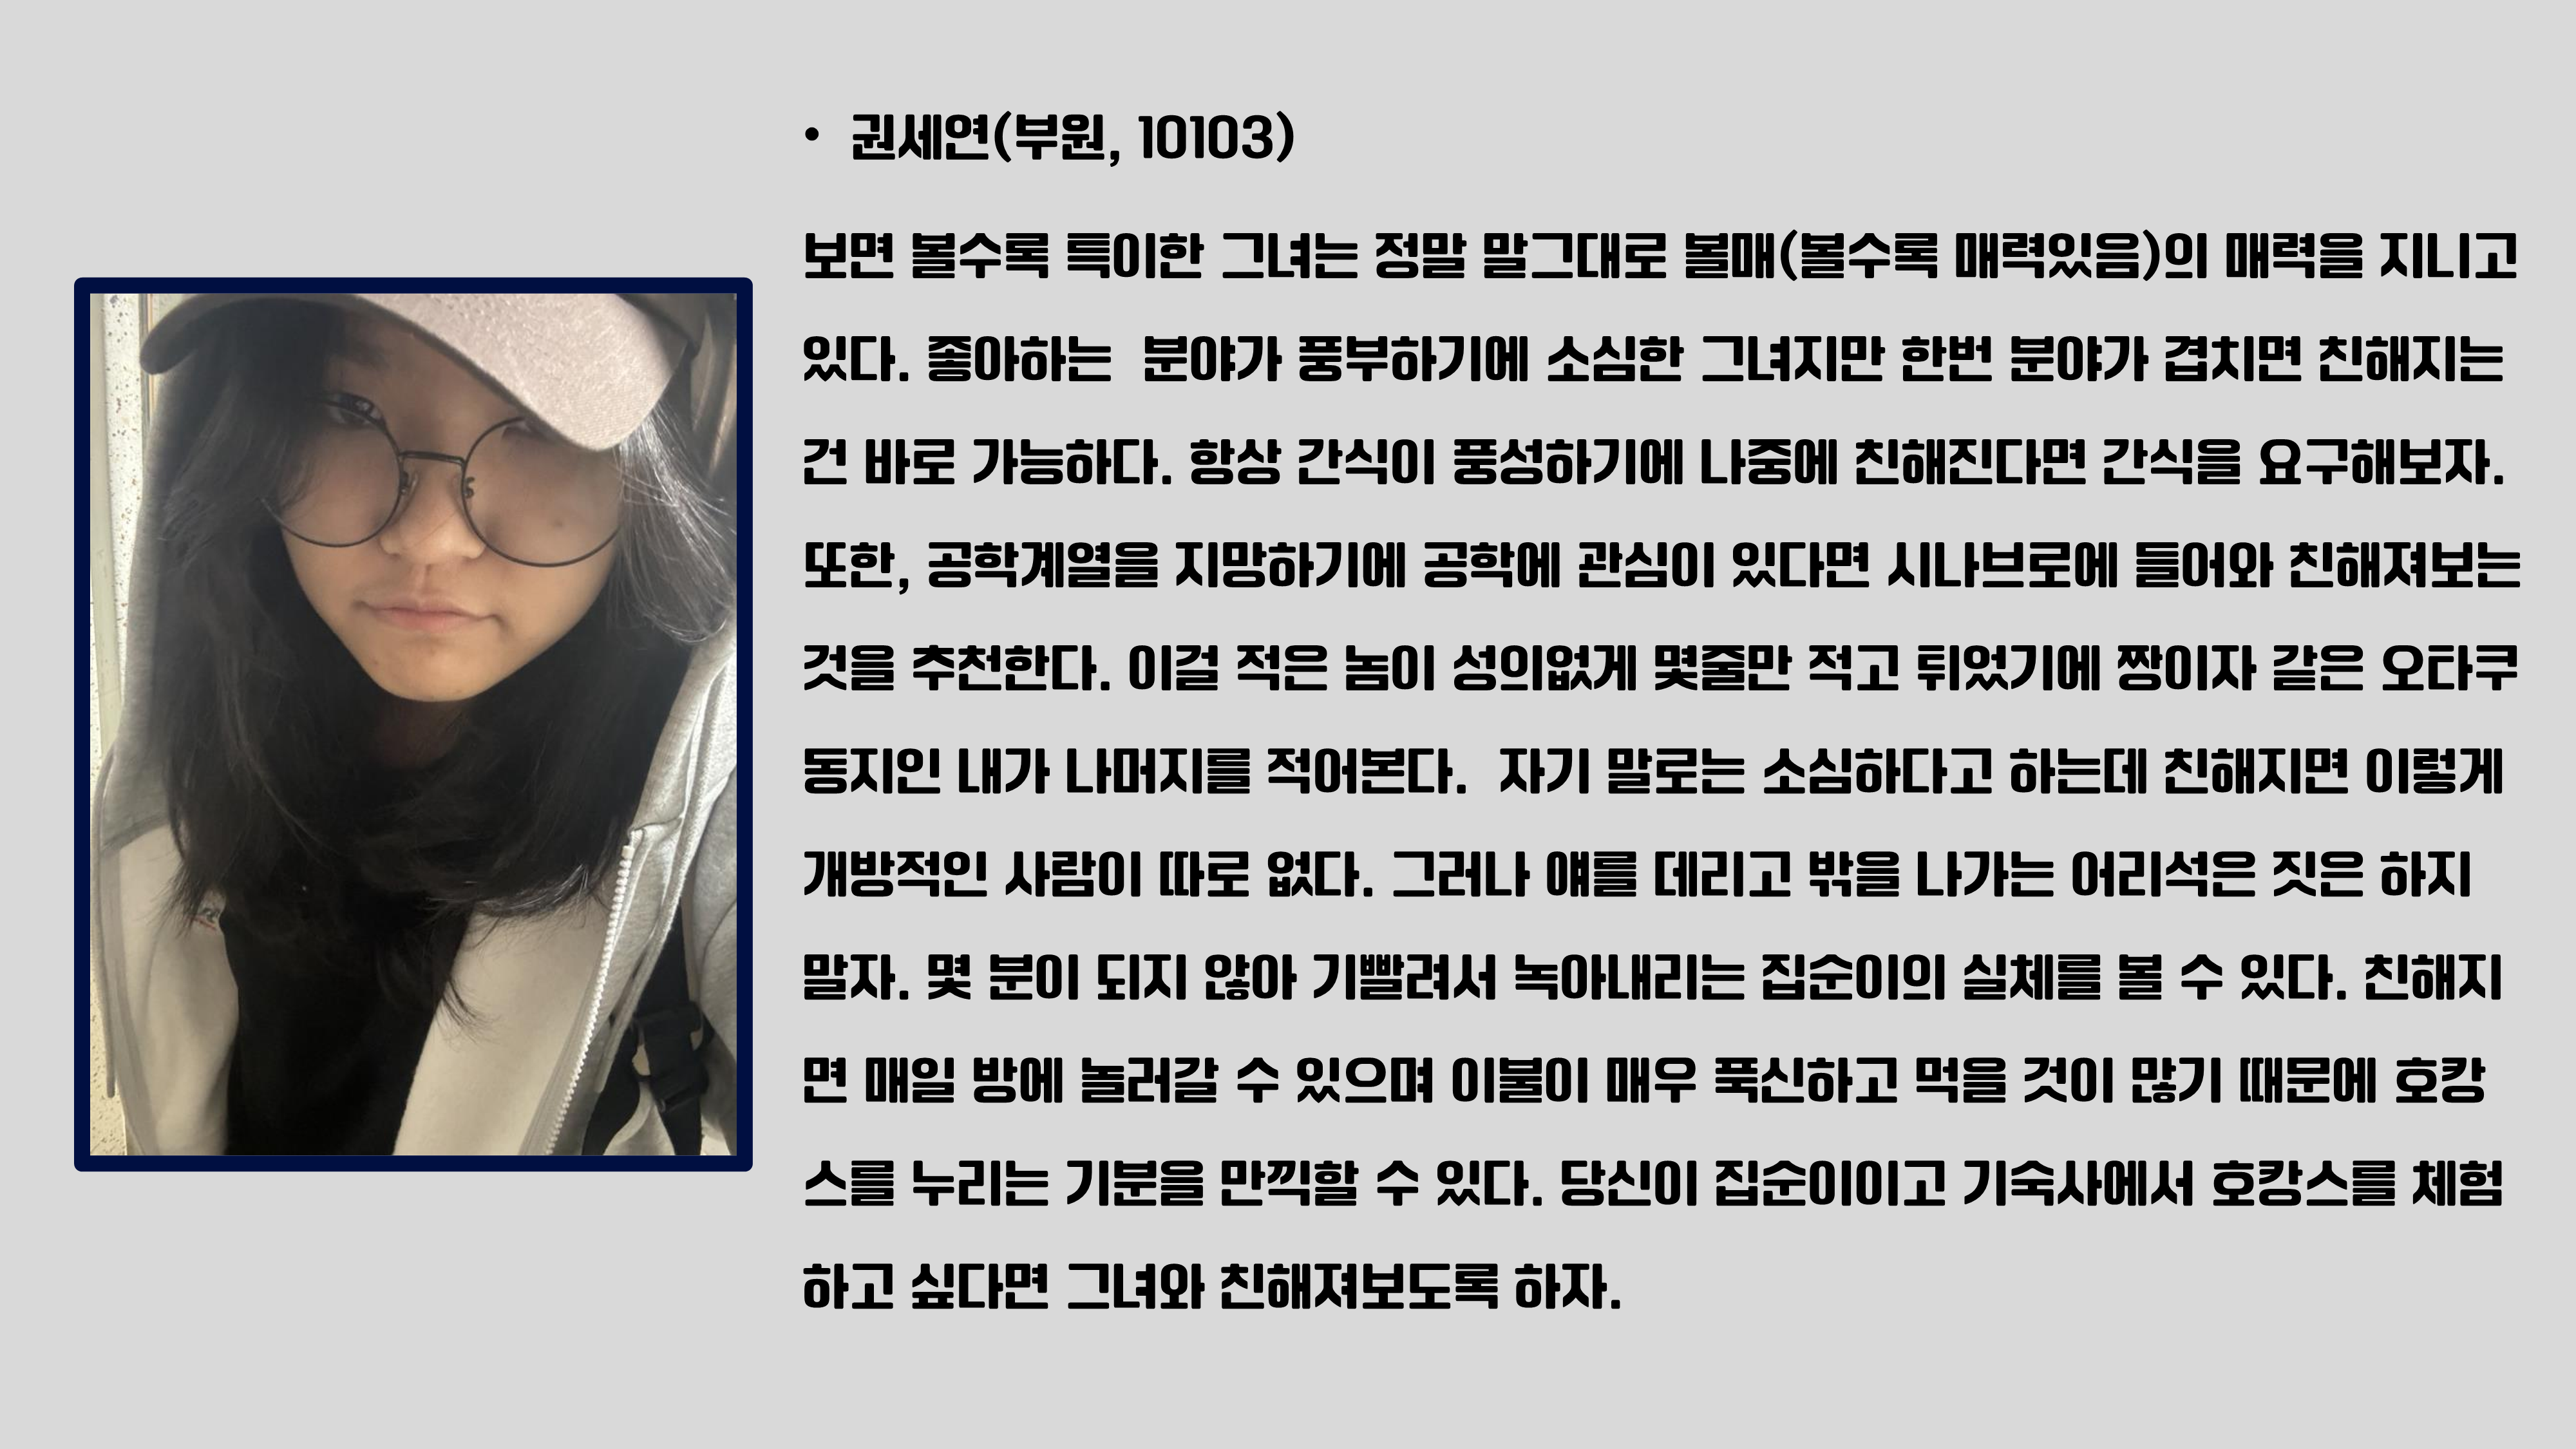 • 권세연(부원, 10103)
보면 볼수록 특이한 그녀는 정말 말그대로 볼매(볼수록 매력있음)의 매력을 지니고
있다. 좋아하는  분야가 풍부하기에 소심한 그녀지만 한번 분야가 겹치면 친해지는
건 바로 가능하다. 항상 간식이 풍성하기에 나중에 친해진다면 간식을 요구해보자.
또한, 공학계열을 지망하기에 공학에 관심이 있다면 시나브로에 들어와 친해져보는
것을 추천한다. 이걸 적은 놈이 성의없게 몇줄만 적고 튀었기에 짱이자 같은 오타쿠
동지인 내가 나머지를 적어본다.  자기 말로는 소심하다고 하는데 친해지면 이렇게
개방적인 사람이 따로 없다. 그러나 얘를 데리고 밖을 나가는 어리석은 짓은 하지
말자. 몇 분이 되지 않아 기빨려서 녹아내리는 집순이의 실체를 볼 수 있다. 친해지
면 매일 방에 놀러갈 수 있으며 이불이 매우 푹신하고 먹을 것이 많기 때문에 호캉
스를 누리는 기분을 만끽할 수 있다. 당신이 집순이이고 기숙사에서 호캉스를 체험
하고 싶다면 그녀와 친해져보도록 하자.